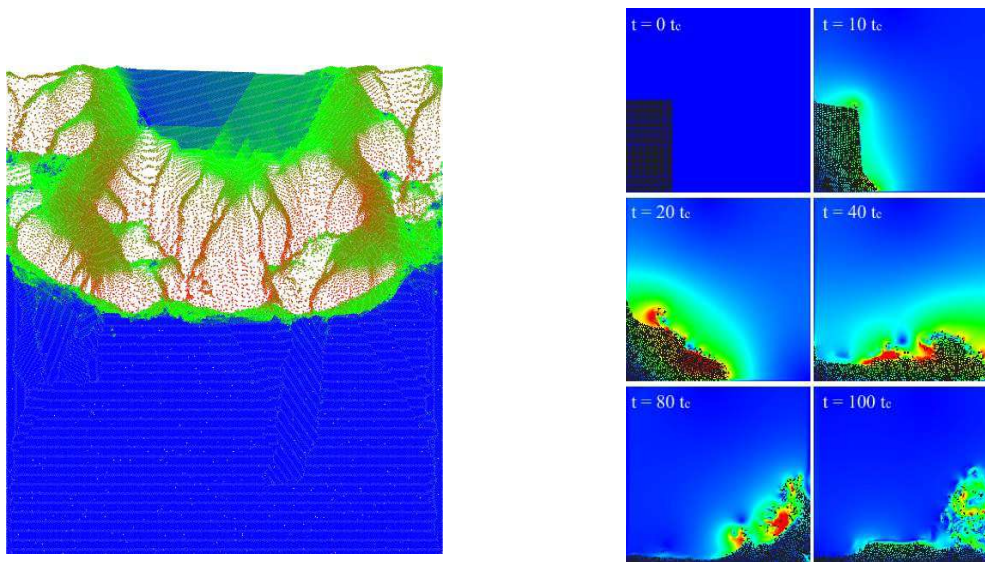 t = 0 tc
t = 10 tc
t = 20 tc
t = 40 tc
t = 80 tc
t = 100 tc